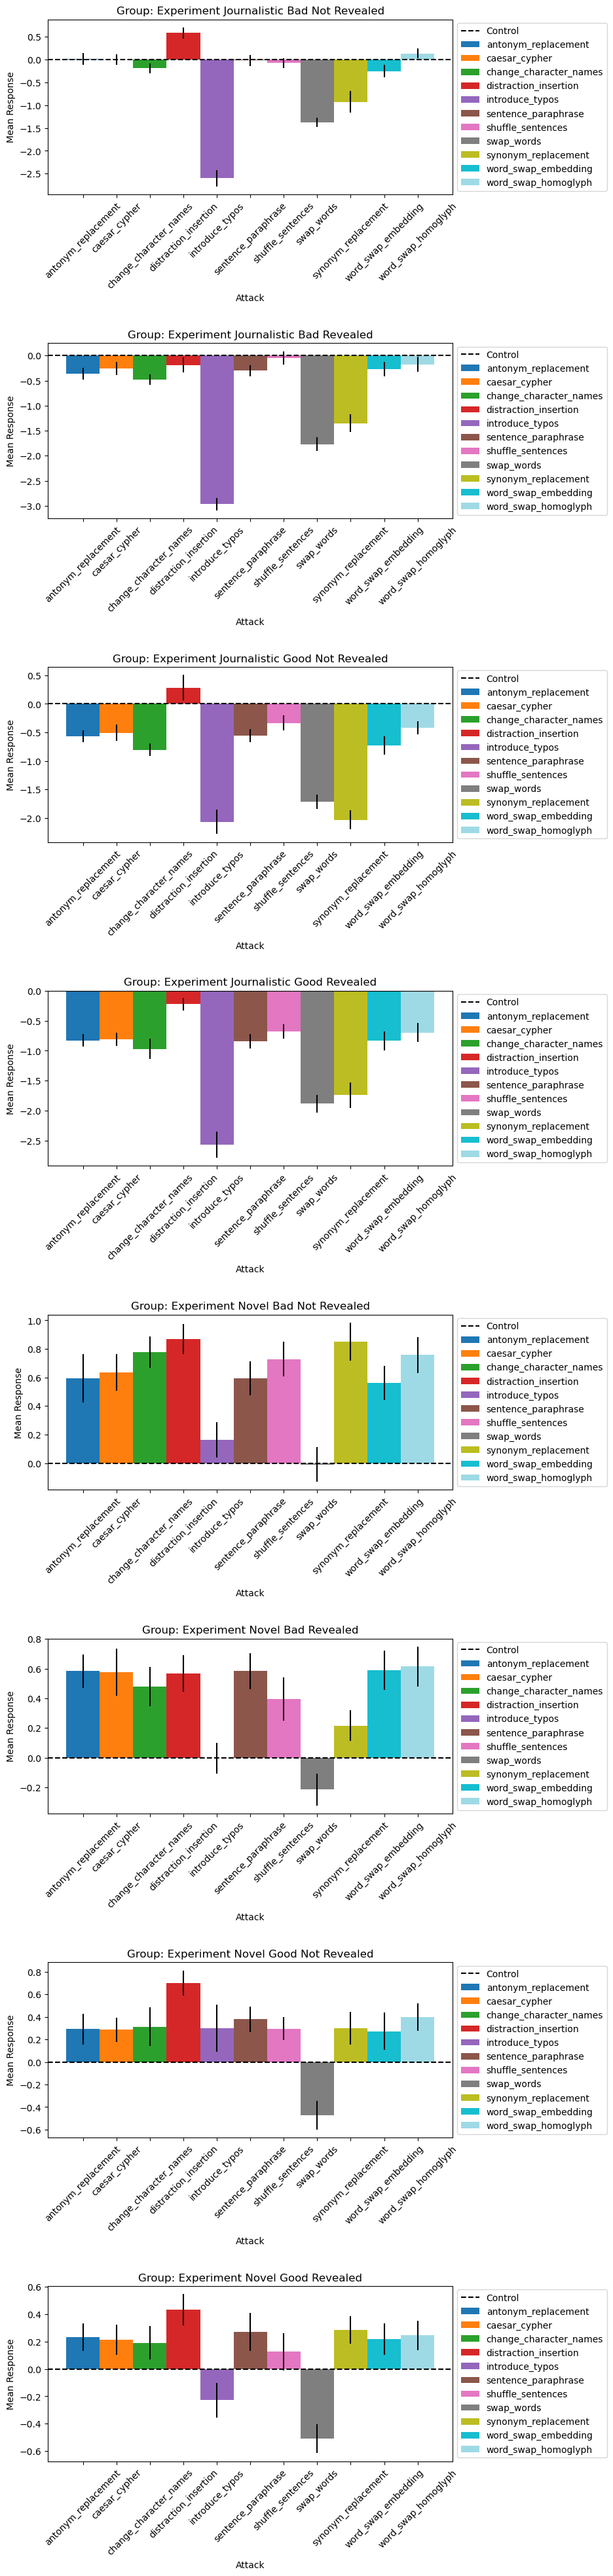 Group: Experiment Journalistic Bad Not Revealed
Mean Response
0.5
0.0
−0.5
−1.0
−1.5
−2.0
−2.5
antonym_replacement
caesar_cypher
change_character_names
distraction_insertion
introduce_typos
sentence_paraphrase
shuffle_sentences
swap_words
synonym_replacement
word_swap_embedding
word_swap_homoglyph
Attack
Control
antonym_replacement
caesar_cypher
change_character_names
distraction_insertion
introduce_typos
sentence_paraphrase
shuffle_sentences
swap_words
synonym_replacement
word_swap_embedding
word_swap_homoglyph
Group: Experiment Journalistic Bad Revealed
Mean Response
0.0
−0.5
−1.0
−1.5
−2.0
−2.5
−3.0
antonym_replacement
caesar_cypher
change_character_names
distraction_insertion
introduce_typos
sentence_paraphrase
shuffle_sentences
swap_words
synonym_replacement
word_swap_embedding
word_swap_homoglyph
Attack
Control
antonym_replacement
caesar_cypher
change_character_names
distraction_insertion
introduce_typos
sentence_paraphrase
shuffle_sentences
swap_words
synonym_replacement
word_swap_embedding
word_swap_homoglyph
Group: Experiment Journalistic Good Not Revealed
Mean Response
0.5
0.0
−0.5
−1.0
−1.5
−2.0
antonym_replacement
caesar_cypher
change_character_names
distraction_insertion
introduce_typos
sentence_paraphrase
shuffle_sentences
swap_words
synonym_replacement
word_swap_embedding
word_swap_homoglyph
Attack
Control
antonym_replacement
caesar_cypher
change_character_names
distraction_insertion
introduce_typos
sentence_paraphrase
shuffle_sentences
swap_words
synonym_replacement
word_swap_embedding
word_swap_homoglyph
Group: Experiment Journalistic Good Revealed
Mean Response
0.0
−0.5
−1.0
−1.5
−2.0
−2.5
antonym_replacement
caesar_cypher
change_character_names
distraction_insertion
introduce_typos
sentence_paraphrase
shuffle_sentences
swap_words
synonym_replacement
word_swap_embedding
word_swap_homoglyph
Attack
Control
antonym_replacement
caesar_cypher
change_character_names
distraction_insertion
introduce_typos
sentence_paraphrase
shuffle_sentences
swap_words
synonym_replacement
word_swap_embedding
word_swap_homoglyph
Group: Experiment Novel Bad Not Revealed
Mean Response
1.0
0.8
0.6
0.4
0.2
0.0
antonym_replacement
caesar_cypher
change_character_names
distraction_insertion
introduce_typos
sentence_paraphrase
shuffle_sentences
swap_words
synonym_replacement
word_swap_embedding
word_swap_homoglyph
Attack
Control
antonym_replacement
caesar_cypher
change_character_names
distraction_insertion
introduce_typos
sentence_paraphrase
shuffle_sentences
swap_words
synonym_replacement
word_swap_embedding
word_swap_homoglyph
Group: Experiment Novel Bad Revealed
Mean Response
0.8
0.6
0.4
0.2
0.0
−0.2
antonym_replacement
caesar_cypher
change_character_names
distraction_insertion
introduce_typos
sentence_paraphrase
shuffle_sentences
swap_words
synonym_replacement
word_swap_embedding
word_swap_homoglyph
Attack
Control
antonym_replacement
caesar_cypher
change_character_names
distraction_insertion
introduce_typos
sentence_paraphrase
shuffle_sentences
swap_words
synonym_replacement
word_swap_embedding
word_swap_homoglyph
Group: Experiment Novel Good Not Revealed
Mean Response
0.8
0.6
0.4
0.2
0.0
−0.2
−0.4
−0.6
antonym_replacement
caesar_cypher
change_character_names
distraction_insertion
introduce_typos
sentence_paraphrase
shuffle_sentences
swap_words
synonym_replacement
word_swap_embedding
word_swap_homoglyph
Attack
Control
antonym_replacement
caesar_cypher
change_character_names
distraction_insertion
introduce_typos
sentence_paraphrase
shuffle_sentences
swap_words
synonym_replacement
word_swap_embedding
word_swap_homoglyph
Group: Experiment Novel Good Revealed
Mean Response
0.6
0.4
0.2
0.0
−0.2
−0.4
−0.6
antonym_replacement
caesar_cypher
change_character_names
distraction_insertion
introduce_typos
sentence_paraphrase
shuffle_sentences
swap_words
synonym_replacement
word_swap_embedding
word_swap_homoglyph
Attack
Control
antonym_replacement
caesar_cypher
change_character_names
distraction_insertion
introduce_typos
sentence_paraphrase
shuffle_sentences
swap_words
synonym_replacement
word_swap_embedding
word_swap_homoglyph